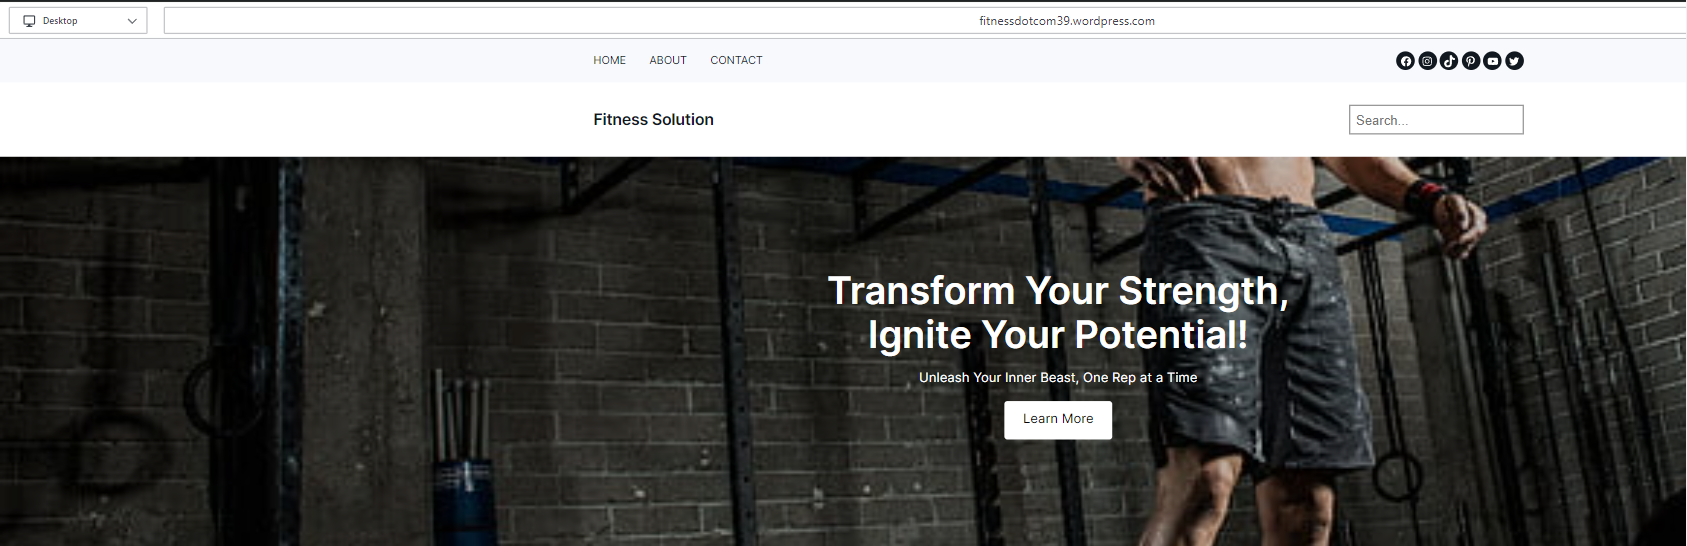 Desktop
fitnessdotcom39.wordpress.com
HOME ABOUT CONTACT
Fitness Solution
Search...
Transform Your Strength,
Ignite Your Potential!
Unleash Your Inner Beast, One Rep at a Time
Learn More